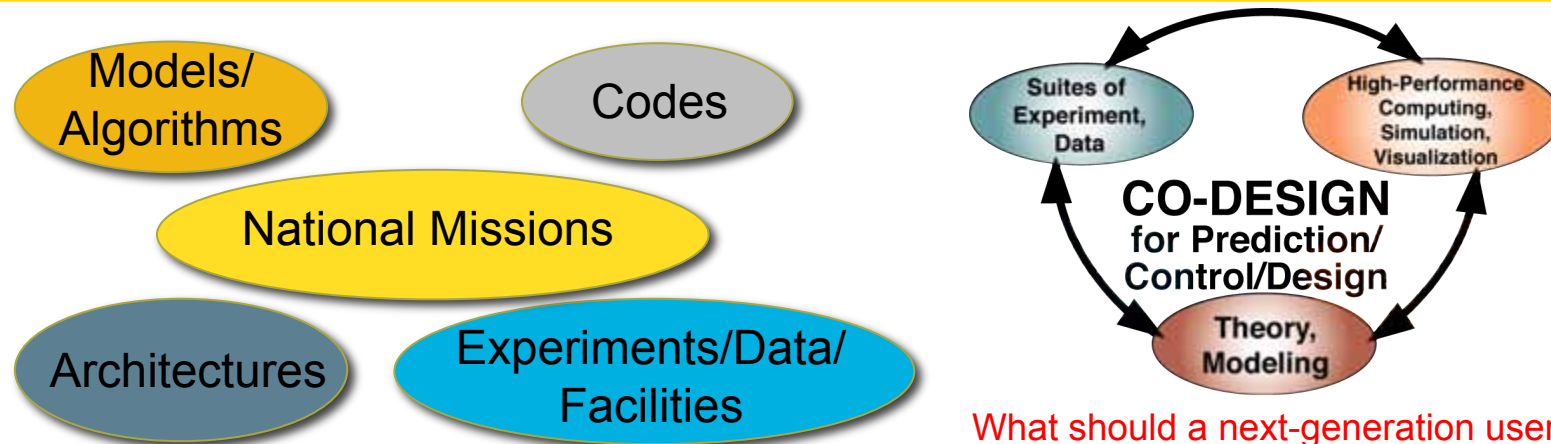 Models/
Algorithms
Codes
National Missions
Architectures
Experiments/Data/
Facilities
Suites of
Experiment,
Data
High-Performance
Computing,
Simulation,
Visualization
CO-DESIGN
for Prediction/
Control/Design
Theory,
Modeling
What should a next-generation user